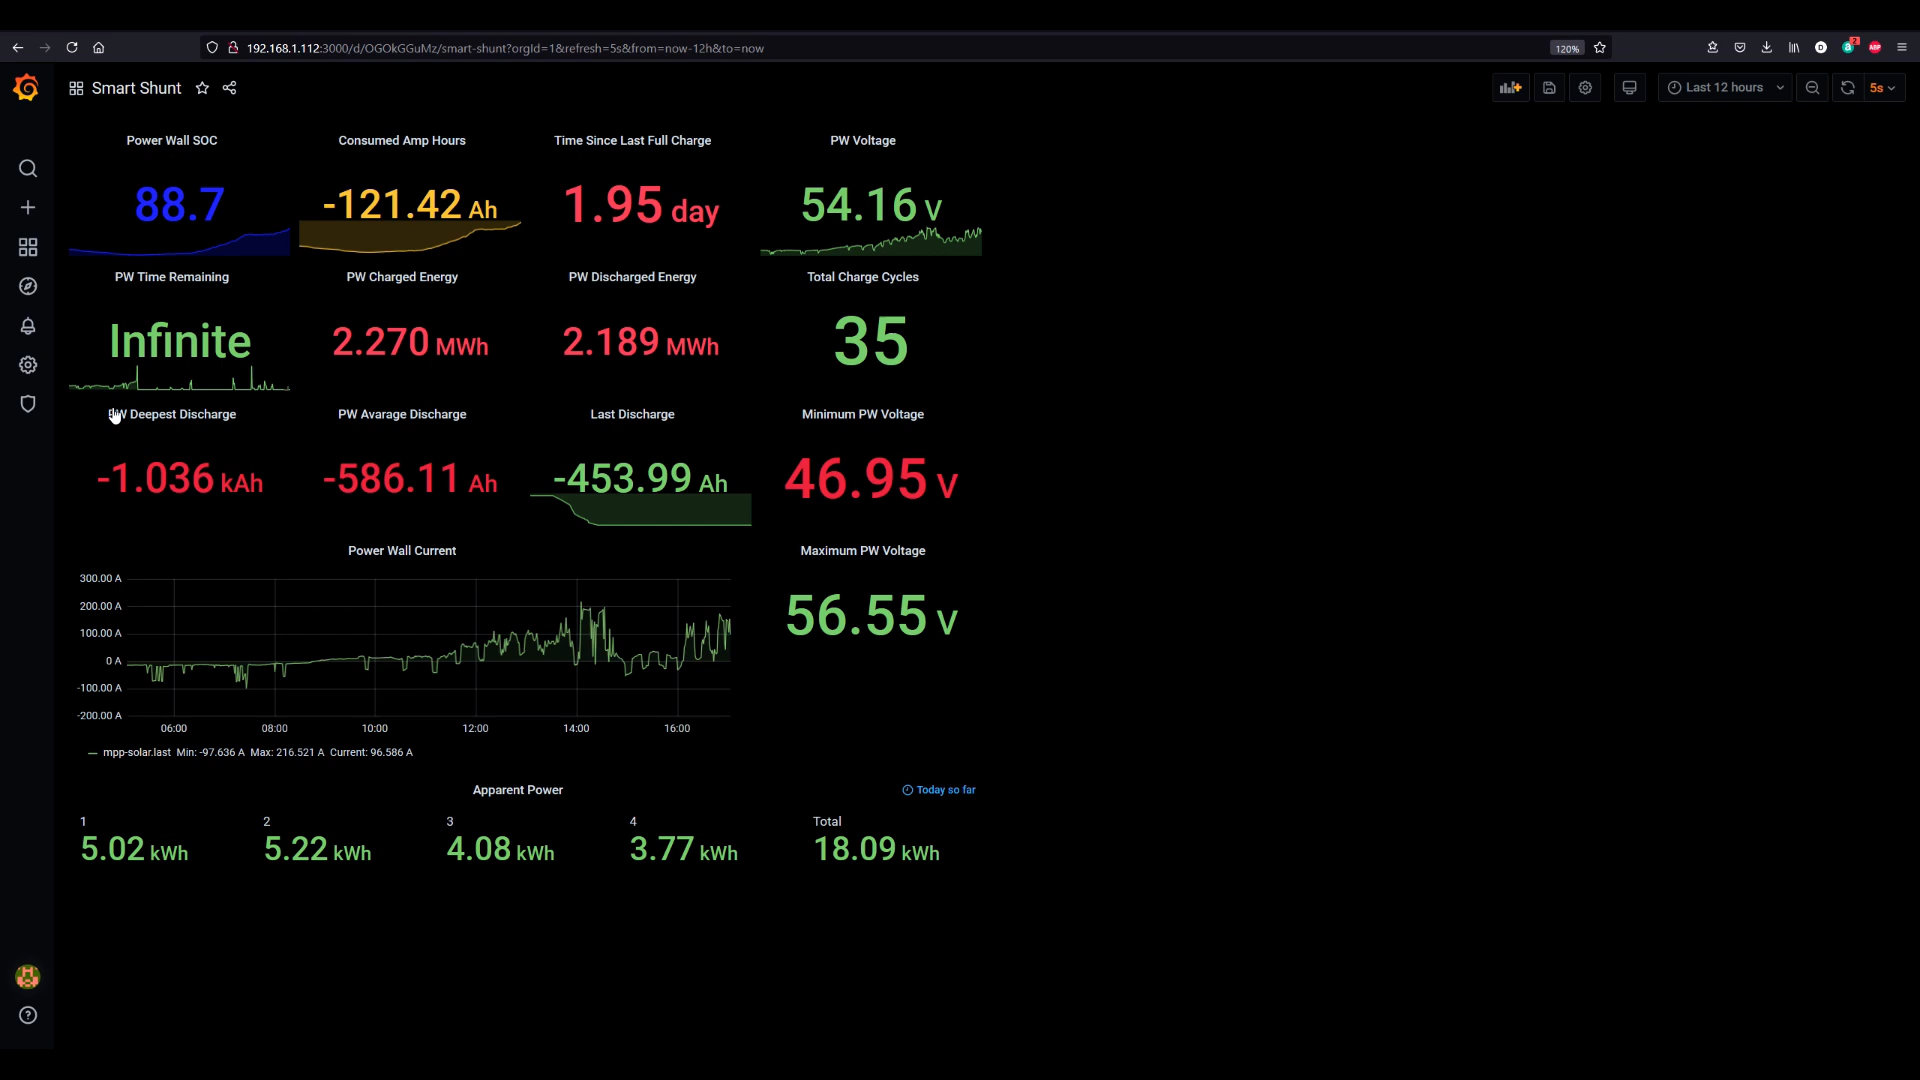 192.168.1.112:3000/d/OGOkGGuMz/smart-shunt?orgId=1&refresh=5s&from=now-12h&to=now
120%
2
ABP
Smart Shunt
Last 12 hours
5s
Power Wall SOC
Consumed Amp Hours
Time Since Last Full Charge
PW Voltage
88.7
-121.42 Ah
1.95 day
54.16 V
PW Time Remaining
PW Charged Energy
PW Discharged Energy
Total Charge Cycles
Infinite
2.270 MWh
2.189 MWh
35
PW Deepest Discharge
PW Avarage Discharge
Last Discharge
Minimum PW Voltage
-1.036 kAh
-586.11 Ah
-453.99 Ah
46.95 V
Power Wall Current
Maximum PW Voltage
56.55 V
300.00 A
200.00 A
100.00 A
0 A
-100.00 A
-200.00 A
06:00
08:00
10:00
12:00
14:00
16:00
mpp-solar.last Min: -97.636 A Max: 216.521 A Current: 96.586 A
Apparent Power
Today so far
1
2
3
4
Total
5.02 kWh
5.22 kWh
4.08 kWh
3.77 kWh
18.09 kWh